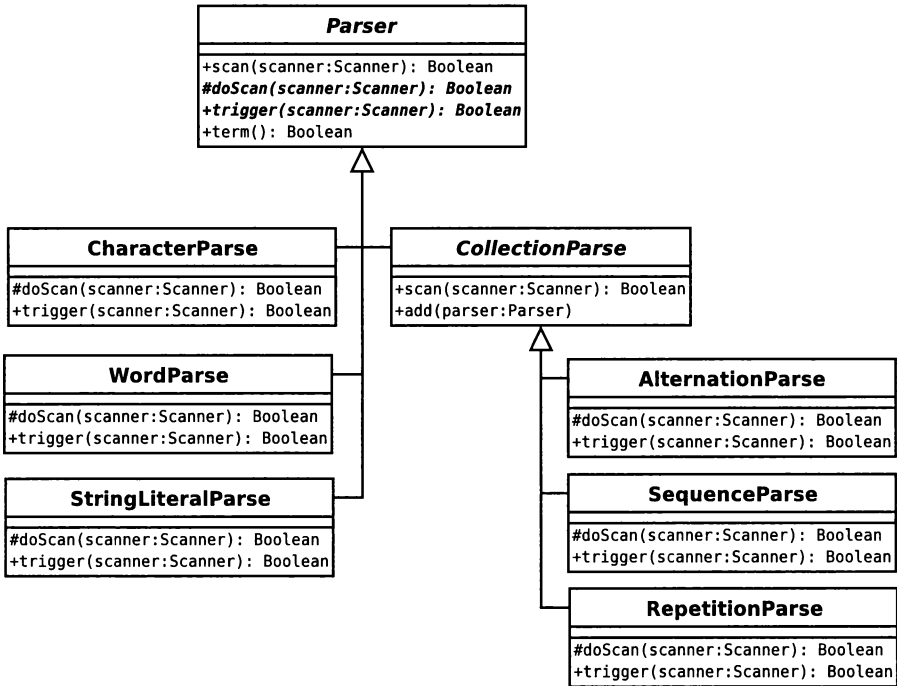 Parser
+scan(scanner:Scanner): Boolean
#doScan(scanner:Scanner): Boolean
+trigger(scanner:Scanner): Boolean
+term(): Boolean
CharacterParse
#doScan(scanner:Scanner): Boolean
+trigger(scanner:Scanner): Boolean
CollectionParse
+scan(scanner:Scanner): Boolean
+add(parser:Parser)
WordParse
#doScan(scanner:Scanner): Boolean
+trigger(scanner:Scanner): Boolean
AlternationParse
#doScan(scanner:Scanner): Boolean
+trigger(scanner:Scanner): Boolean
StringLiteralParse
#doScan(scanner:Scanner): Boolean
+trigger(scanner:Scanner): Boolean
SequenceParse
#doScan(scanner:Scanner): Boolean
+trigger(scanner:Scanner): Boolean
RepetitionParse
#doScan(scanner:Scanner): Boolean
+trigger(scanner:Scanner): Boolean